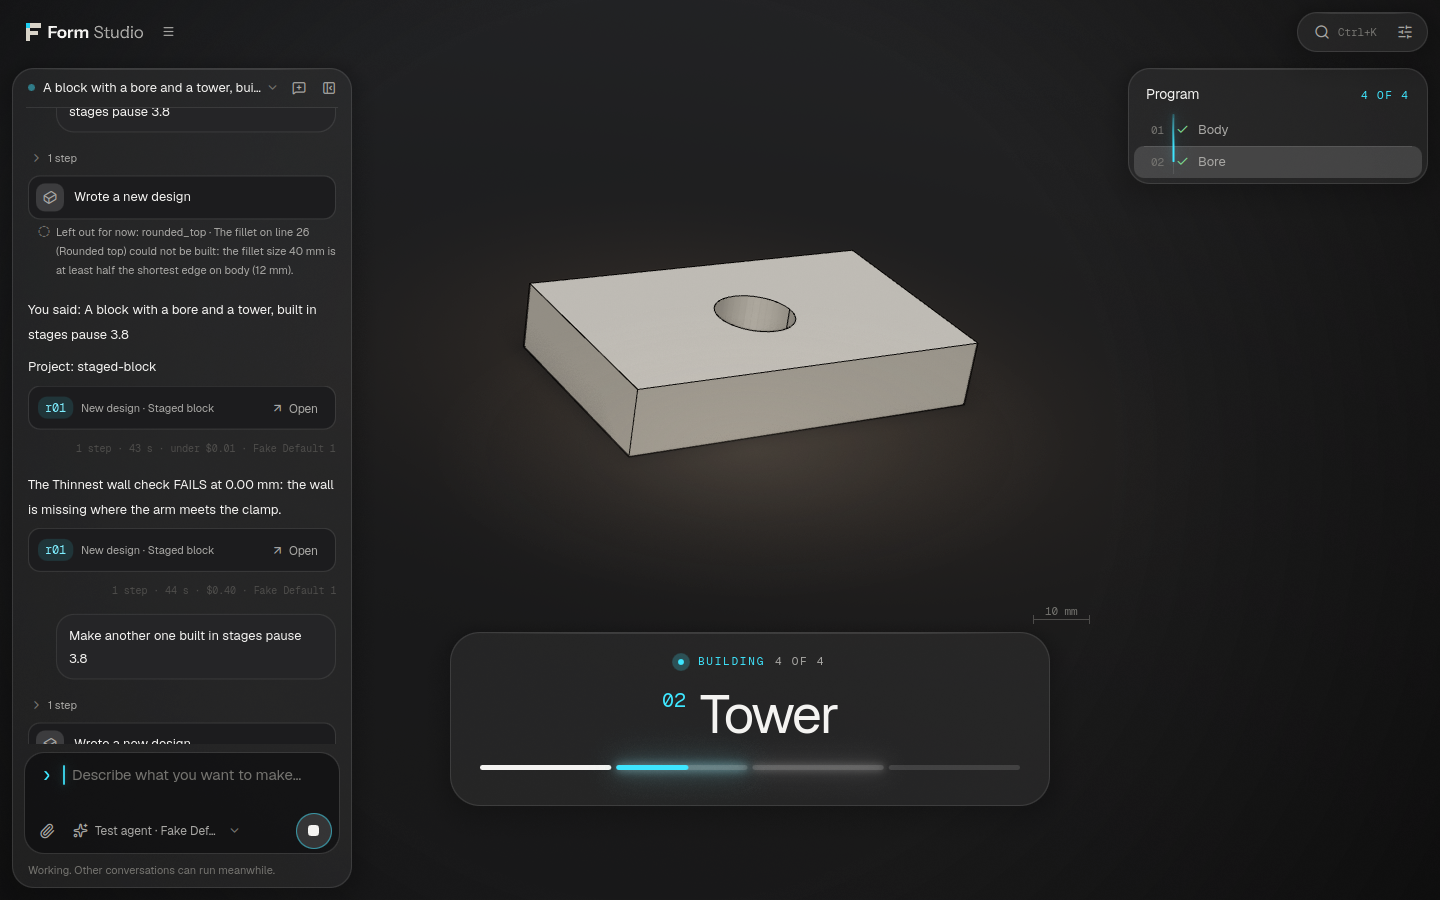 Form Studio
Ctrl+K
A block with a bore and a tower, bui...
stages pause 3.8
1 step
Wrote a new design
Left out for now: rounded_top · The fillet on line 26
(Rounded top) could not be built: the fillet size 40 mm is
at least half the shortest edge on body (12 mm).
You said: A block with a bore and a tower, built in
stages pause 3.8
Project: staged-block
r01 New design · Staged block Open
1 step · 43 s · under $0.01 · Fake Default 1
The Thinnest wall check FAILS at 0.00 mm: the wall
is missing where the arm meets the clamp.
r01 New design · Staged block Open
1 step · 44 s · $0.40 · Fake Default 1
Make another one built in stages pause
3.8
1 step
Wrote a new design
Describe what you want to make...
Test agent · Fake Def...
Working. Other conversations can run meanwhile.
Program 4 OF 4
01 Body
02 Bore
10 mm
BUILDING 4 OF 4
02 Tower